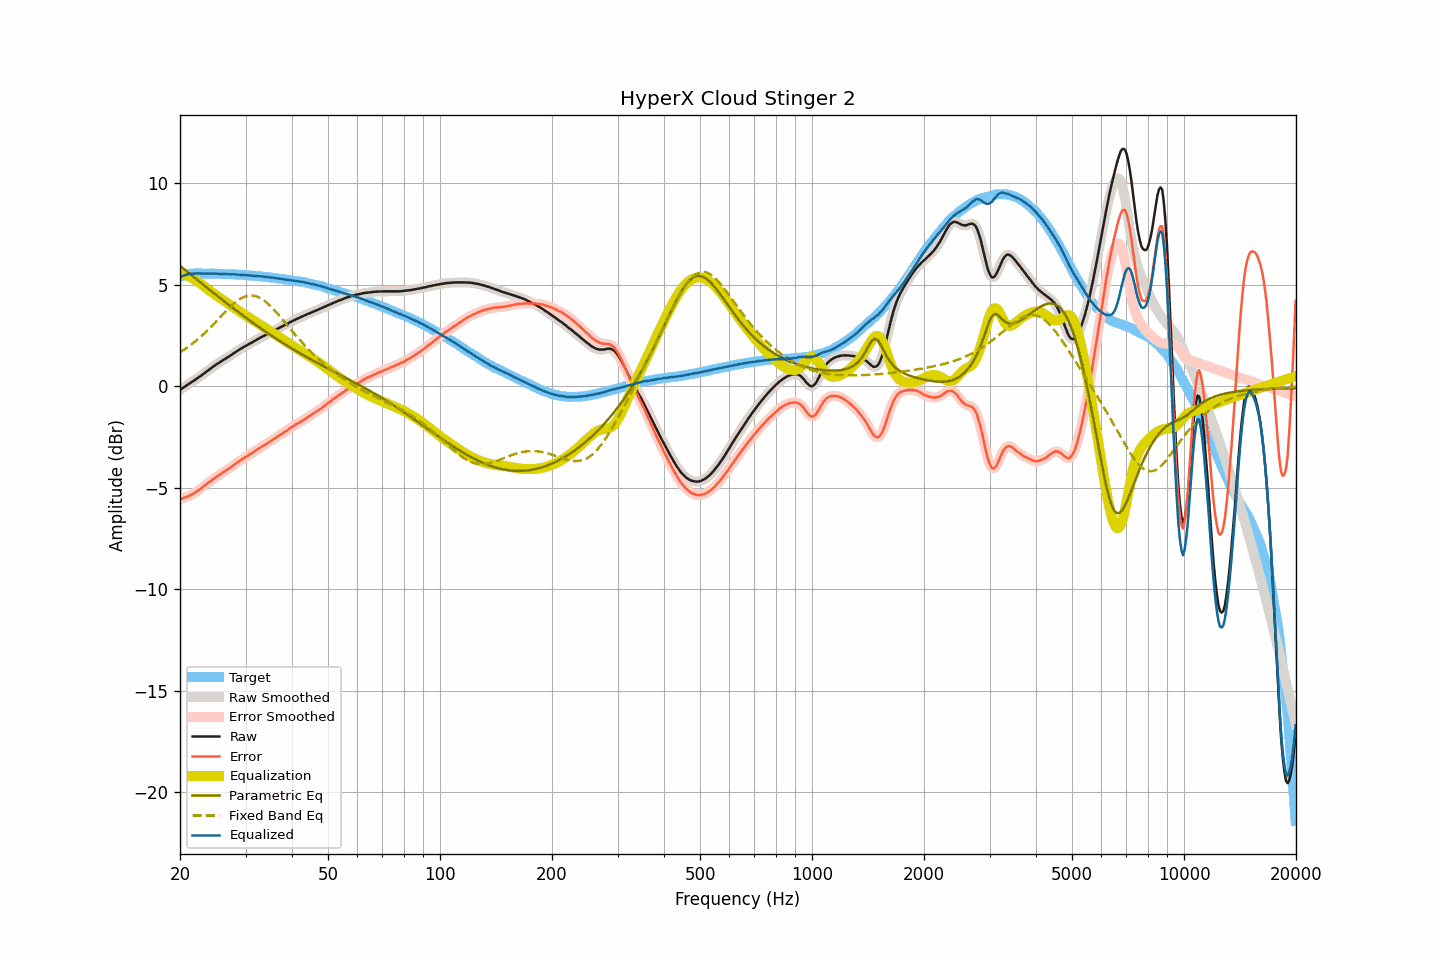 HyperX Cloud Stinger 2
10
5
0
−5
−10
−15
−20
Amplitude (dBr)
Target
Raw Smoothed
Error Smoothed
Raw
Error
Equalization
Parametric Eq
Fixed Band Eq
Equalized
20 50 100 200 500 1000 2000 5000 10000 20000
Frequency (Hz)